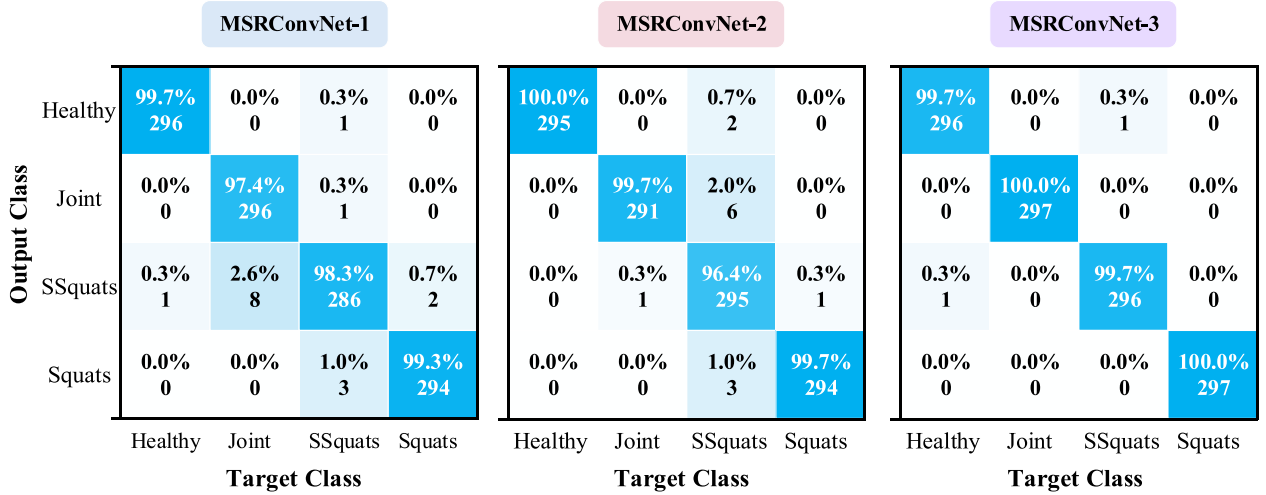 MSRConvNet-1 MSRConvNet-2 MSRConvNet-3
Output Class
Healthy 99.7% 0.0% 0.3% 0.0% 100.0% 0.0% 0.7% 0.0% 99.7% 0.0% 0.3% 0.0%
296 0 1 0 295 0 2 0 296 0 1 0
Joint 0.0% 97.4% 0.3% 0.0% 0.0% 99.7% 2.0% 0.0% 0.0% 100.0% 0.0% 0.0%
0 296 1 0 0 291 6 0 0 297 0 0
SSquats 0.3% 2.6% 98.3% 0.7% 0.0% 0.3% 96.4% 0.3% 0.3% 0.0% 99.7% 0.0%
1 8 286 2 0 1 295 1 1 0 296 0
Squats 0.0% 0.0% 1.0% 99.3% 0.0% 0.0% 1.0% 99.7% 0.0% 0.0% 0.0% 100.0%
0 0 3 294 0 0 3 294 0 0 0 297
Healthy Joint SSquats Squats Healthy Joint SSquats Squats Healthy Joint SSquats Squats
Target Class Target Class Target Class